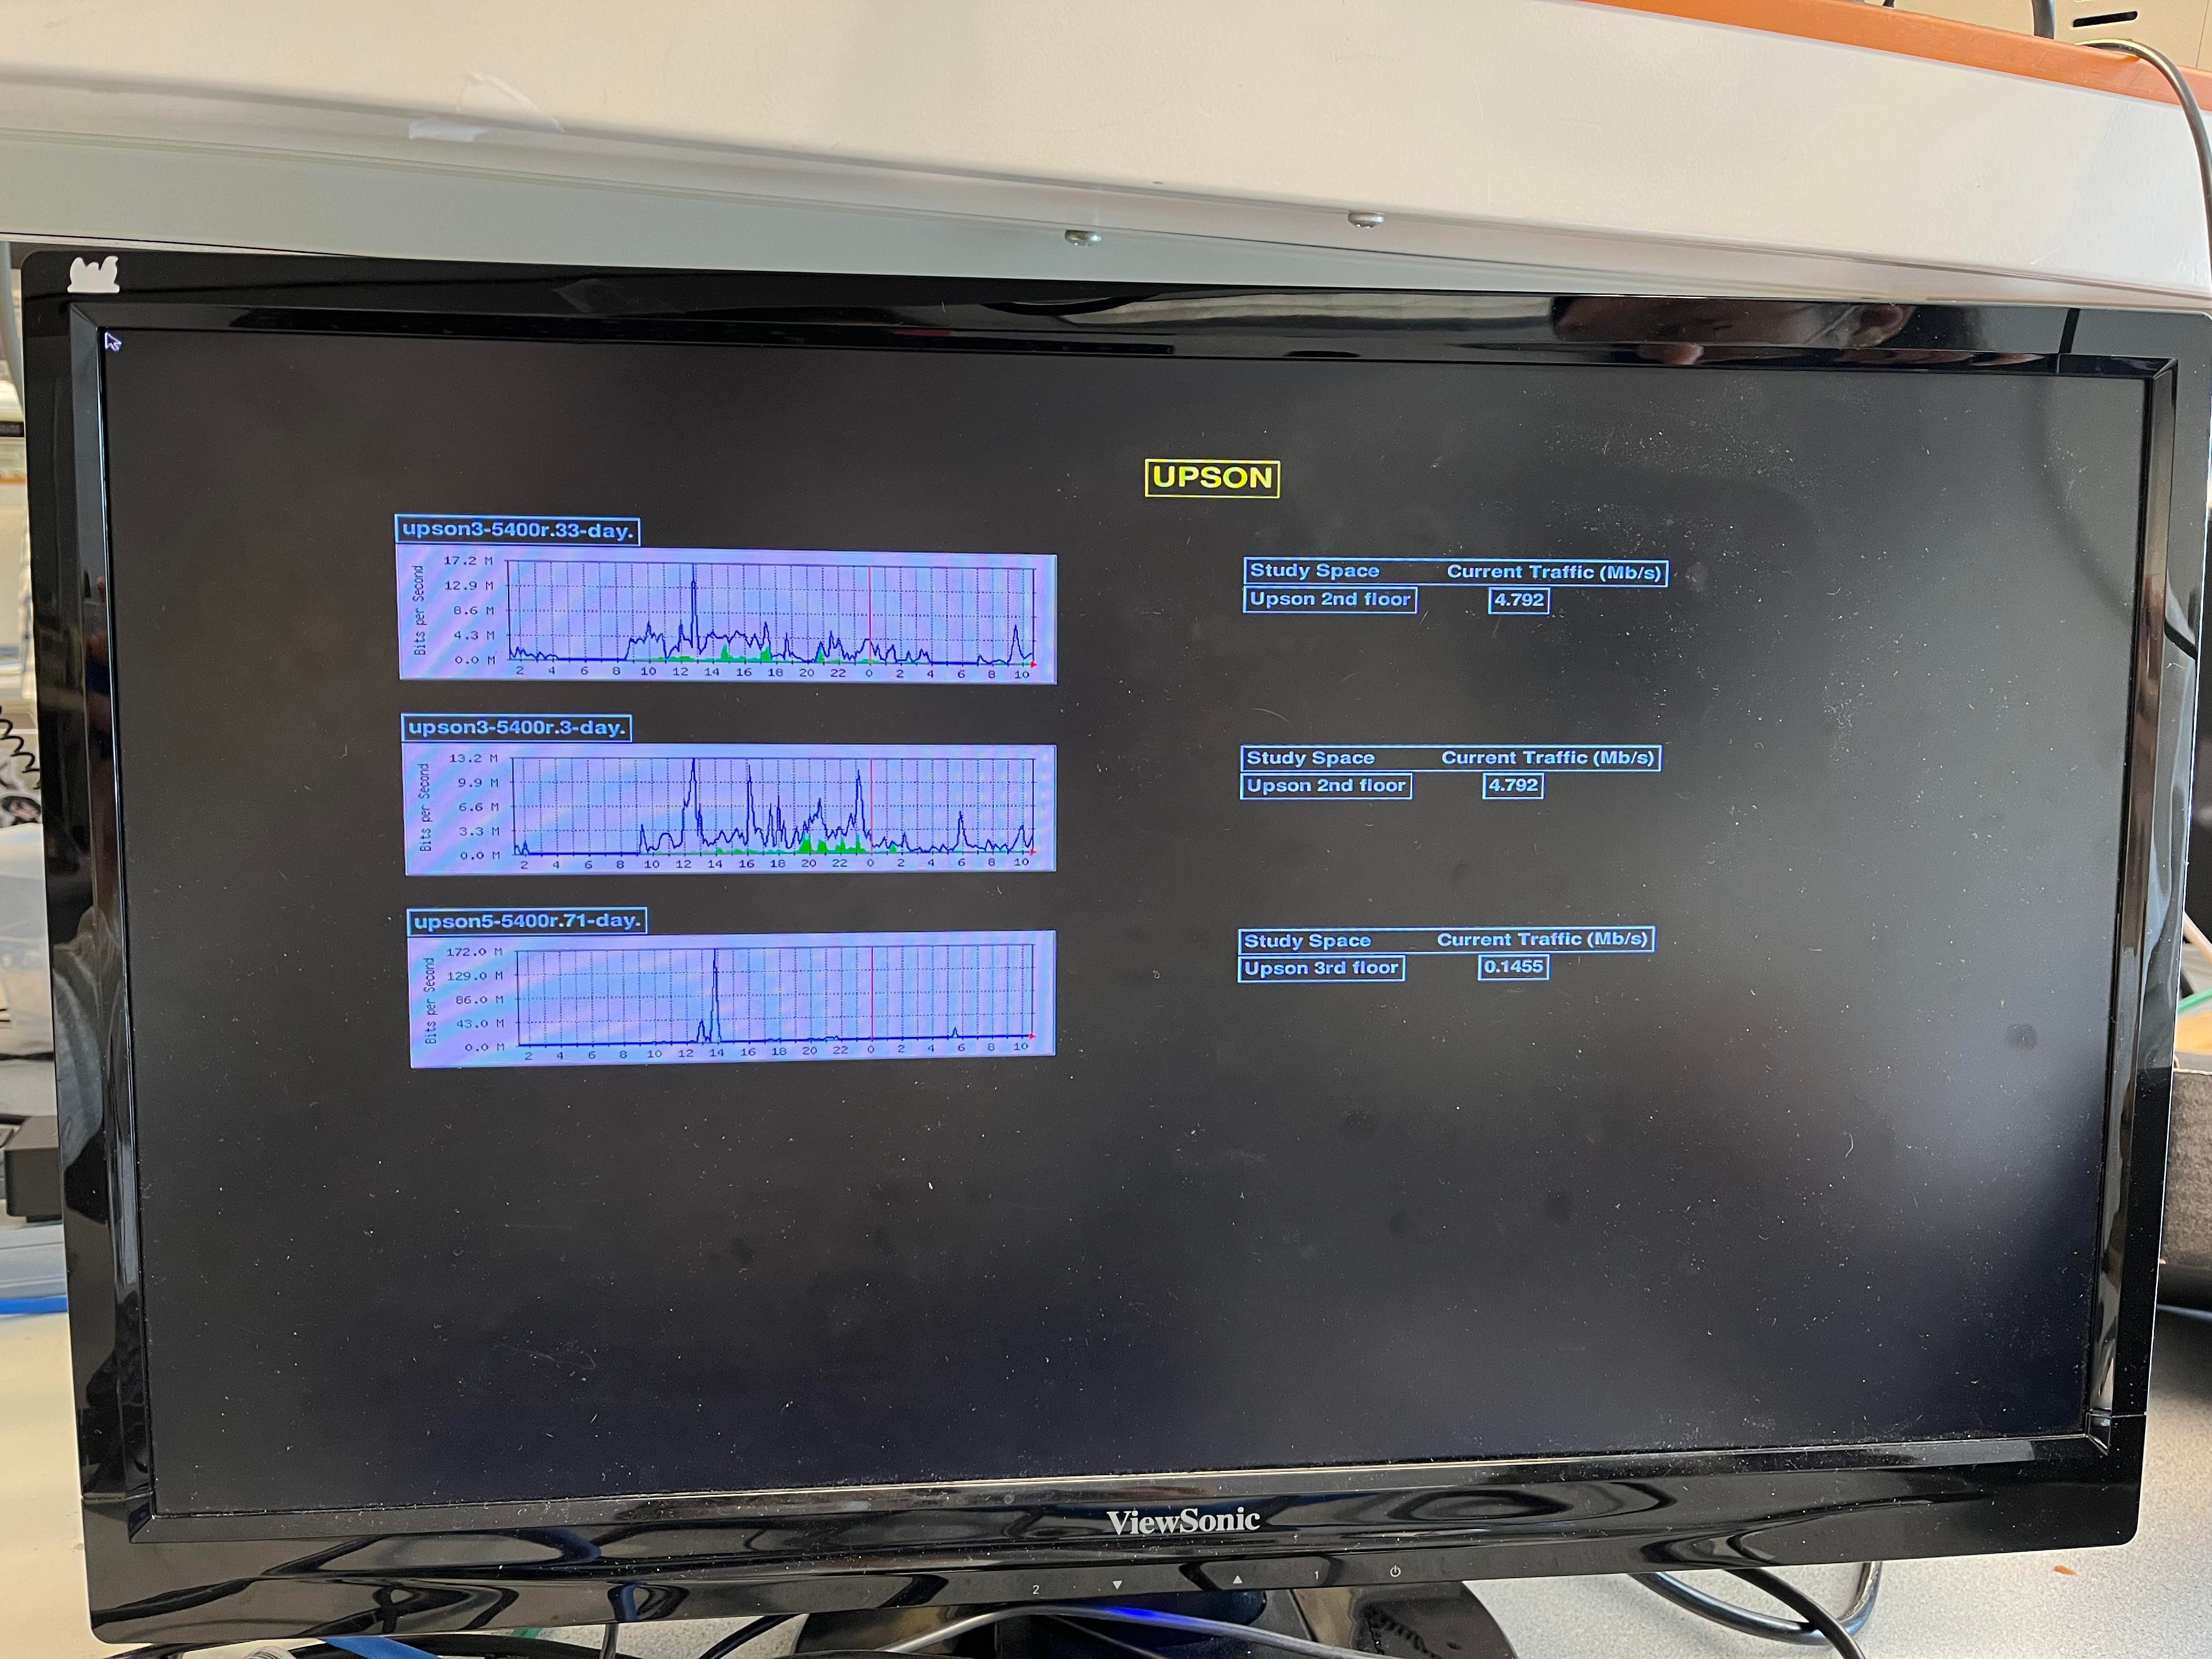 UPSON
upson3-5400r.33-day.
Bits per Second
17.2 M
12.9 M
8.6 M
4.3 M
0.0 M
2 4 6 8 10 12 14 16 18 20 22 0 2 4 6 8 10
Study Space Current Traffic (Mb/s)
Upson 2nd floor 4.792
upson3-5400r.3-day.
Bits per Second
13.2 M
9.9 M
6.6 M
3.3 M
0.0 M
2 4 6 8 10 12 14 16 18 20 22 0 2 4 6 8 10
Study Space Current Traffic (Mb/s)
Upson 2nd floor 4.792
upson5-5400r.71-day.
Bits per Second
172.0 M
129.0 M
86.0 M
43.0 M
0.0 M
2 4 6 8 10 12 14 16 18 20 22 0 2 4 6 8 10
Study Space Current Traffic (Mb/s)
Upson 3rd floor 0.1455
ViewSonic
2 1